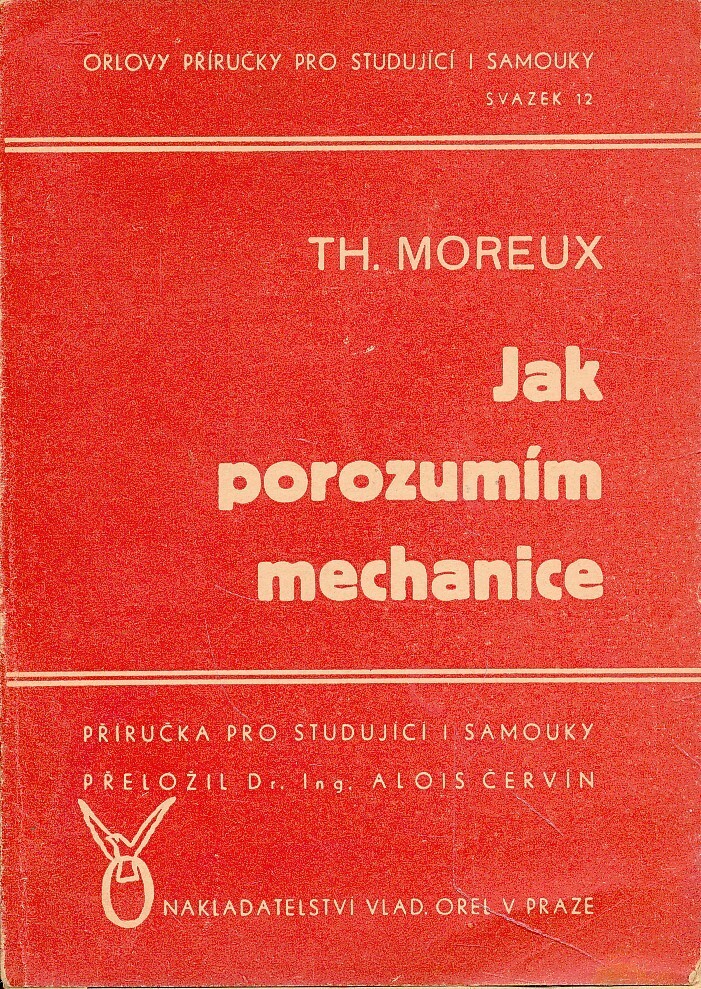 ORLOVY PŘÍRUČKY PRO STUDUJÍCÍ I SAMOUKY
SVAZEK 12
TH. MOREUX
Jak
porozumím
mechanice
PŘÍRUČKA PRO STUDUJÍCÍ I SAMOUKY
PŘELOŽIL Dr. Ing. ALOIS ČERVÍN
NAKLADATELSTVÍ VLAD. OREL V PRAZE